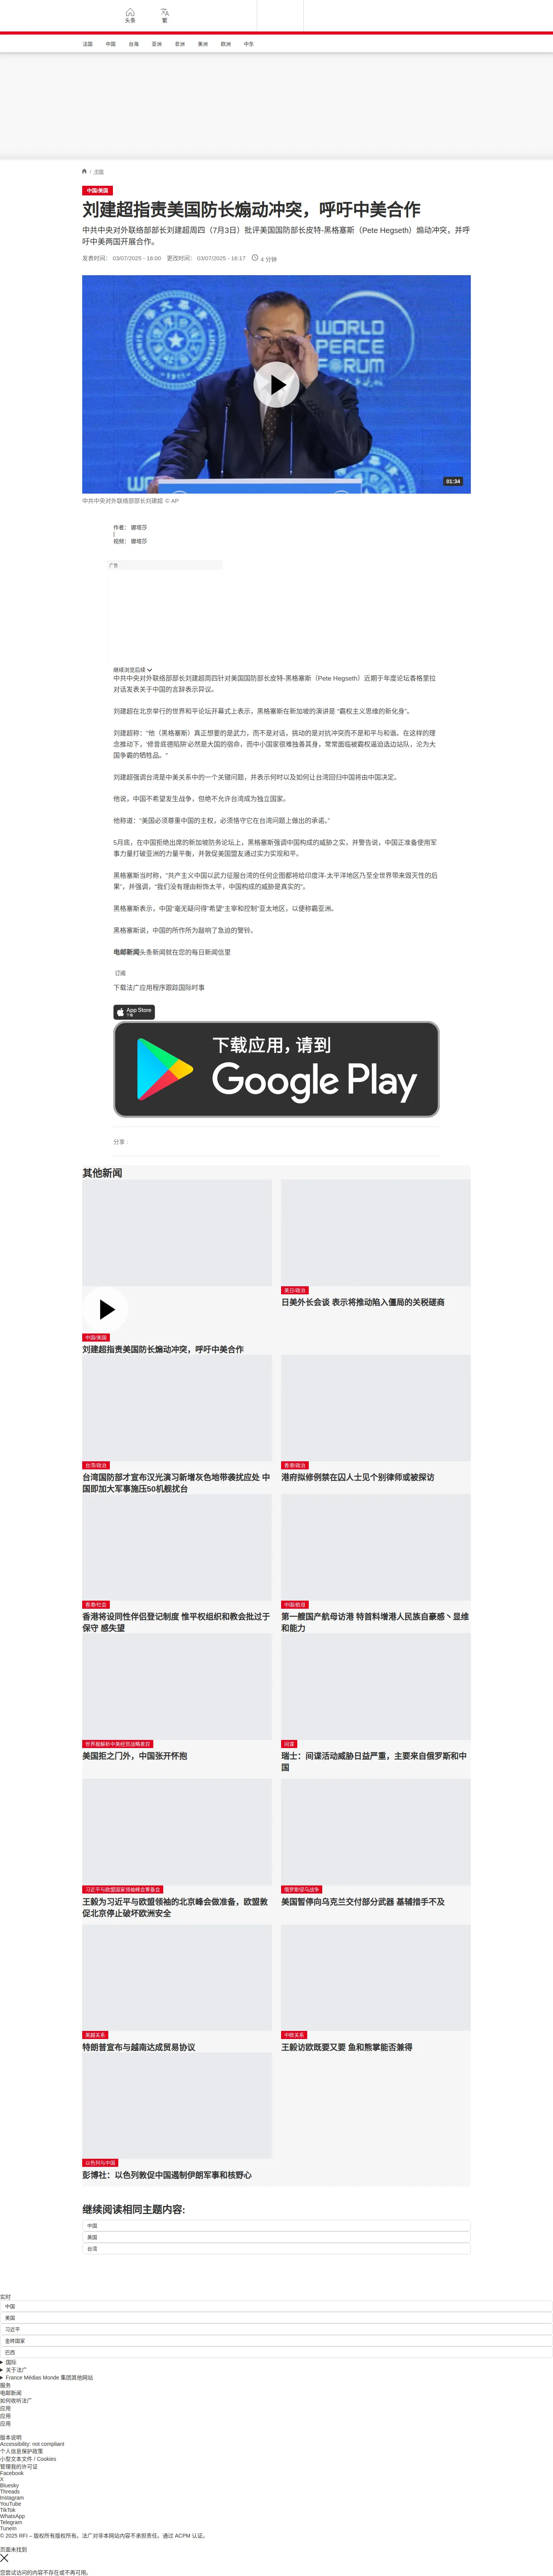 头条
繁
法国
中国
台海
亚洲
非洲
美洲
欧洲
中东
/ 中国
中国/美国
刘建超指责美国防长煽动冲突，呼吁中美合作
中共中央对外联络部部长刘建超周四（7月3日）批评美国国防部长皮特-黑格塞斯（Pete Hegseth）煽动冲突，并呼
吁中美两国开展合作。
发表时间： 03/07/2025 - 16:00 更改时间： 03/07/2025 - 16:17 4 分钟
WORLD
PEACE
FORUM
01:34
中共中央对外联络部部长刘建超 © AP
作者： 娜塔莎
|
视频： 娜塔莎
广告
继续浏览后续
中共中央对外联络部部长刘建超周四针对美国国防部长皮特-黑格塞斯（Pete Hegseth）近期于年度论坛香格里拉
对话发表关于中国的言辞表示异议。
刘建超在北京举行的世界和平论坛开幕式上表示，黑格塞斯在新加坡的演讲是 “霸权主义思维的新化身”。
刘建超称：“他（黑格塞斯）真正想要的是武力，而不是对话，挑动的是对抗冲突而不是和平与和谐。在这样的理
念推动下，‘修昔底德陷阱’必然是大国的宿命，而中小国家很难独善其身，常常面临被霸权逼迫选边站队，沦为大
国争霸的牺牲品。”
刘建超强调台湾是中美关系中的一个关键问题，并表示何时以及如何让台湾回归中国将由中国决定。
他说，中国不希望发生战争，但绝不允许台湾成为独立国家。
他称道：“美国必须尊重中国的主权，必须恪守它在台湾问题上做出的承诺。”
5月底，在中国拒绝出席的新加坡防务论坛上，黑格塞斯强调中国构成的威胁之实，并警告说，中国正准备使用军
事力量打破亚洲的力量平衡，并敦促美国盟友通过实力实现和平。
黑格塞斯当时称，“共产主义中国以武力征服台湾的任何企图都将给印度洋-太平洋地区乃至全世界带来毁灭性的后
果”，并强调，“我们没有理由粉饰太平，中国构成的威胁是真实的”。
黑格塞斯表示，中国“毫无疑问得”希望“主宰和控制”亚太地区，以便称霸亚洲。
黑格塞斯说，中国的所作所为敲响了急迫的警铃。
电邮新闻头条新闻就在您的每日新闻信里
订阅
下载法广应用程序跟踪国际时事
App Store
下载
下载应用，请到
Google Play
分享 :
其他新闻
中国/美国
刘建超指责美国防长煽动冲突，呼吁中美合作
美日/政治
日美外长会谈 表示将推动陷入僵局的关税磋商
台湾/政治
台湾国防部才宣布汉光演习新增灰色地带袭扰应处 中
国即加大军事施压50机舰扰台
香港/政治
港府拟修例禁在囚人士见个别律师或被探访
香港/社会
香港将设同性伴侣登记制度 惟平权组织和教会批过于
保守 感失望
中国/航母
第一艘国产航母访港 特首料增港人民族自豪感丶显维
和能力
世界报解析中美经贸战略差异
美国拒之门外，中国张开怀抱
间谍
瑞士：间谍活动威胁日益严重，主要来自俄罗斯和中
国
习近平与欧盟国家领袖峰会筹备会
王毅为习近平与欧盟领袖的北京峰会做准备，欧盟敦
促北京停止破坏欧洲安全
俄罗斯侵乌战争
美国暂停向乌克兰交付部分武器 基辅措手不及
美越关系
特朗普宣布与越南达成贸易协议
中欧关系
王毅访欧既要又要 鱼和熊掌能否兼得
以色列与中国
彭博社：以色列敦促中国遏制伊朗军事和核野心
继续阅读相同主题内容:
中国
美国
台湾
实时
中国
美国
习近平
金砖国家
巴西
国际
关于法广
France Médias Monde 集团其他网站
服务
电邮新闻
如何收听法广
应用
应用
应用
版本说明
Accessibility: not compliant
个人信息保护政策
小型文本文件 / Cookies
管理我的许可证
Facebook
X
Bluesky
Threads
Instagram
YouTube
TikTok
WhatsApp
Telegram
TuneIn
© 2025 RFI – 版权所有版权所有。法广对非本网站内容不承担责任。通过 ACPM 认证。
页面未找到
您尝试访问的内容不存在或不再可用。